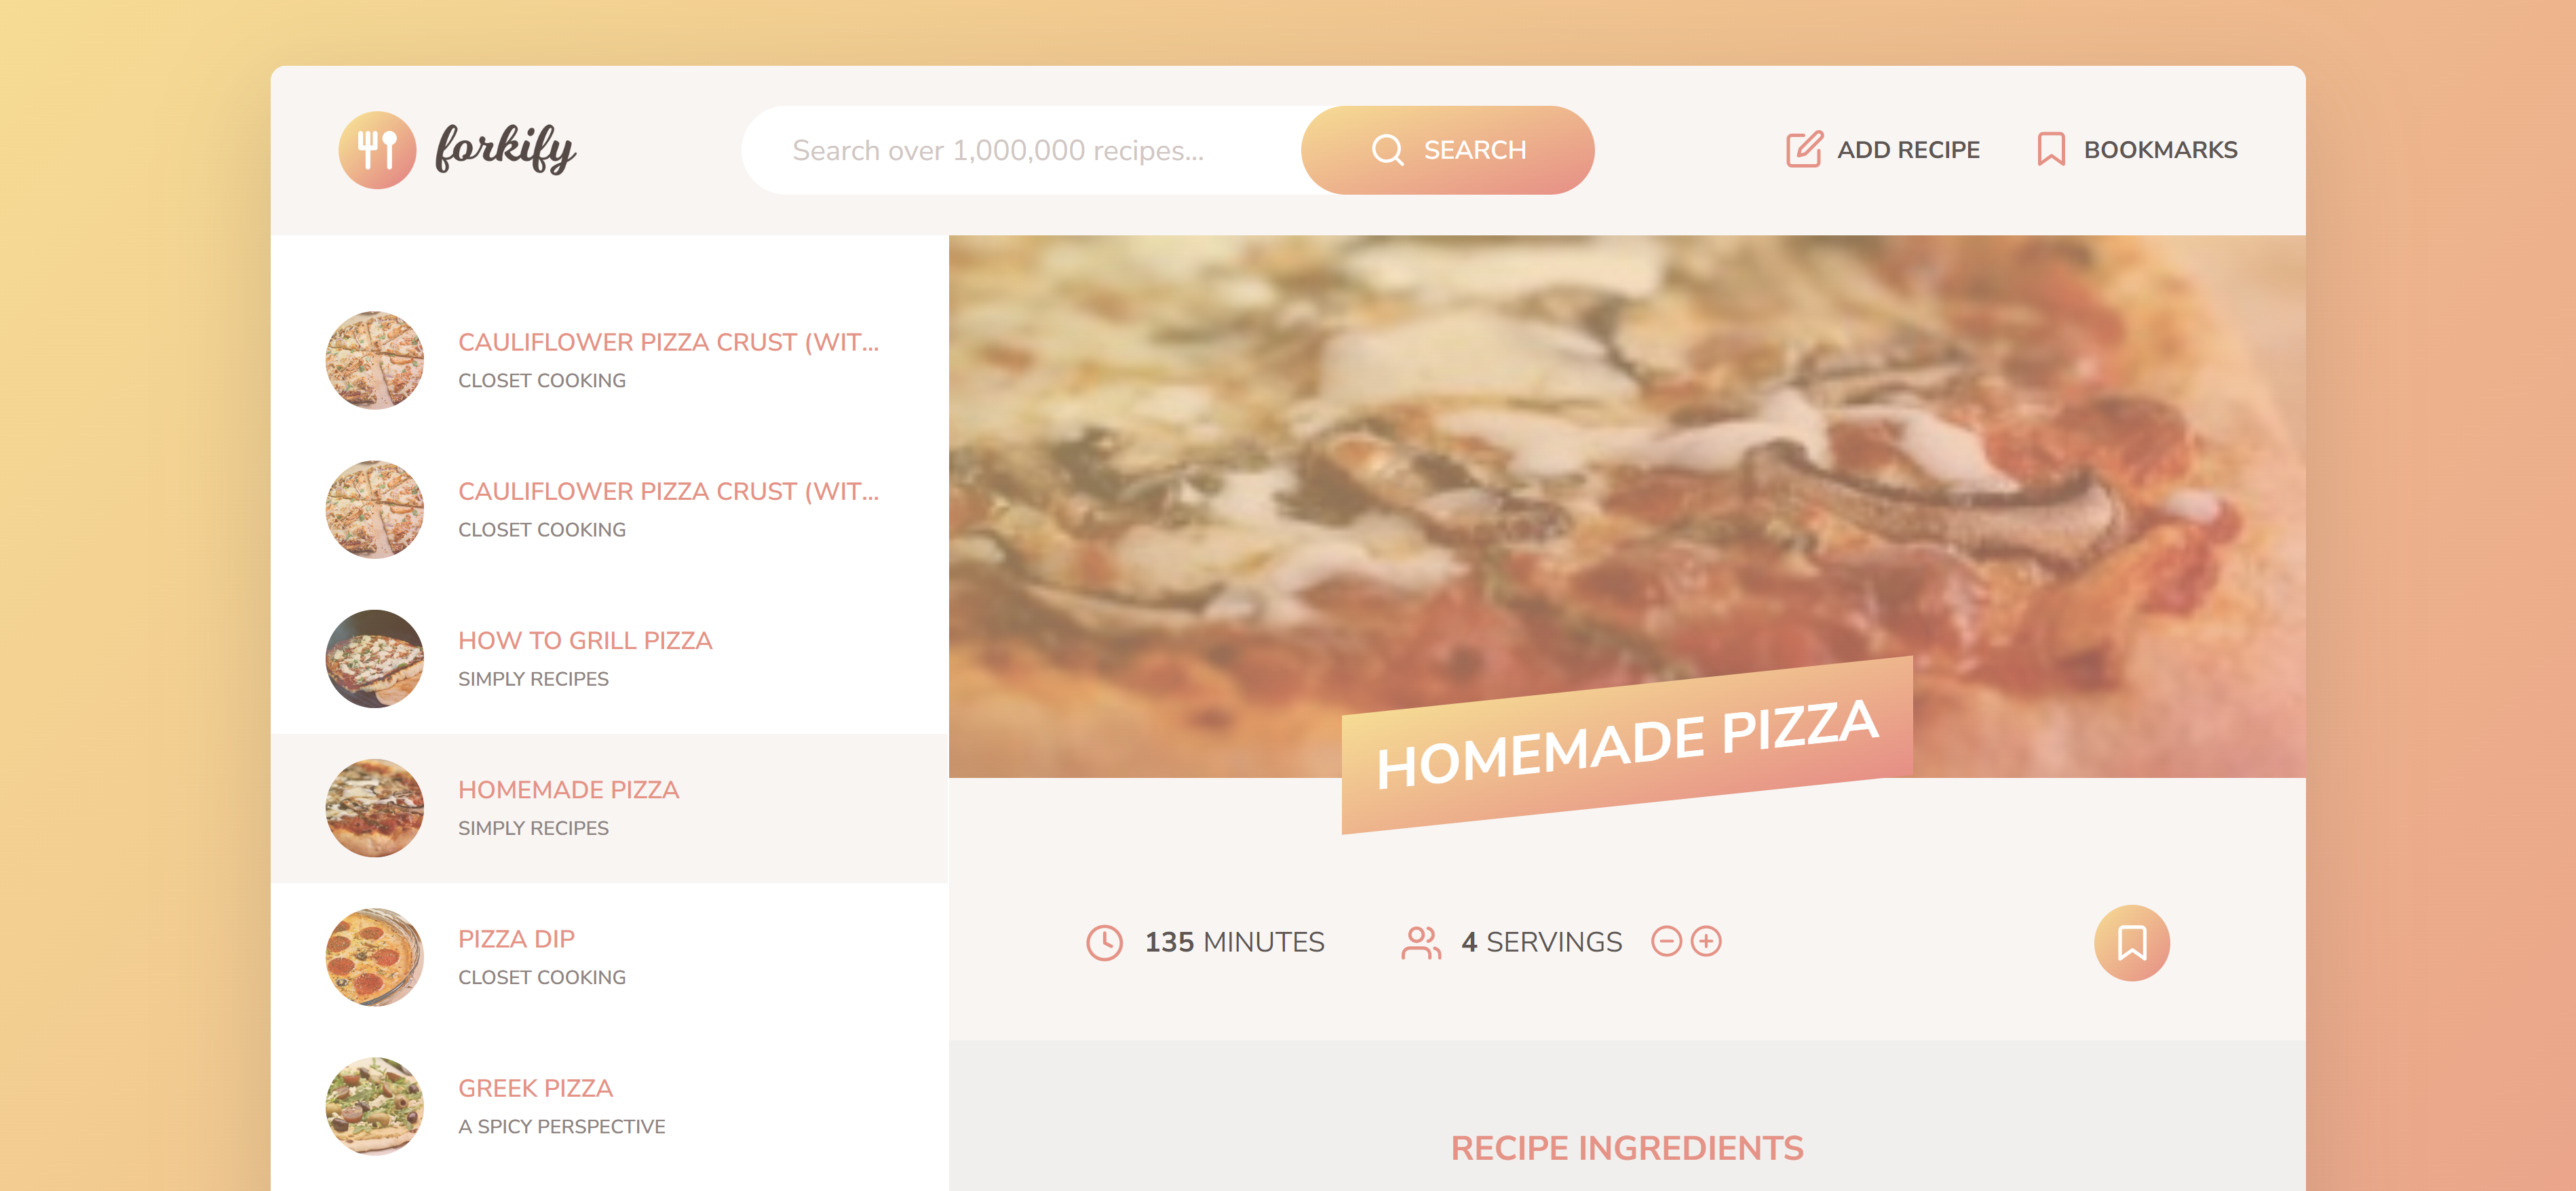 forkify
Search over 1,000,000 recipes...
SEARCH
ADD RECIPE
BOOKMARKS
CAULIFLOWER PIZZA CRUST (WIT...
CLOSET COOKING
CAULIFLOWER PIZZA CRUST (WIT...
CLOSET COOKING
HOW TO GRILL PIZZA
SIMPLY RECIPES
HOMEMADE PIZZA
SIMPLY RECIPES
PIZZA DIP
CLOSET COOKING
GREEK PIZZA
A SPICY PERSPECTIVE
HOMEMADE PIZZA
135 MINUTES
4 SERVINGS
RECIPE INGREDIENTS